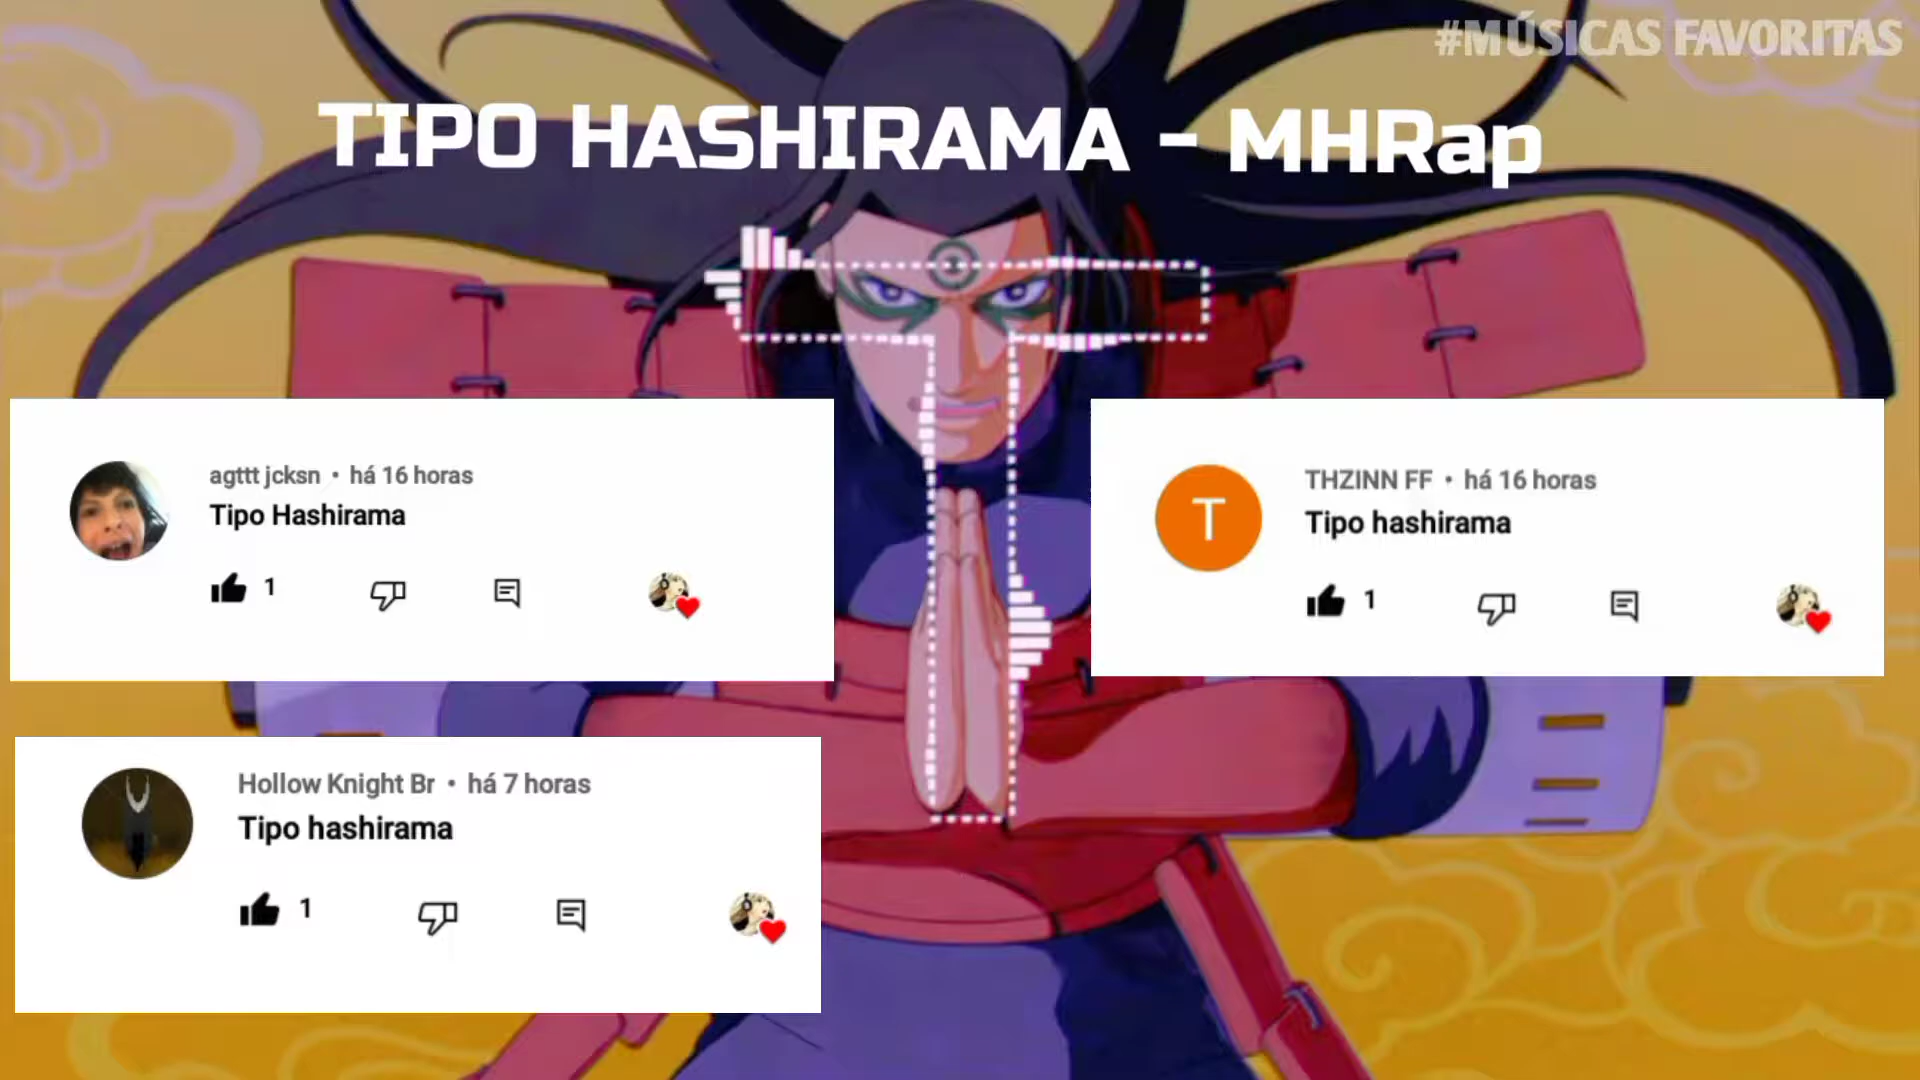 #MÚSICAS FAVORITAS
TIPO HASHIRAMA - MHRap
agttt jcksn • há 16 horas
Tipo Hashirama
1
T
THZINN FF • há 16 horas
Tipo hashirama
1
Hollow Knight Br • há 7 horas
Tipo hashirama
1